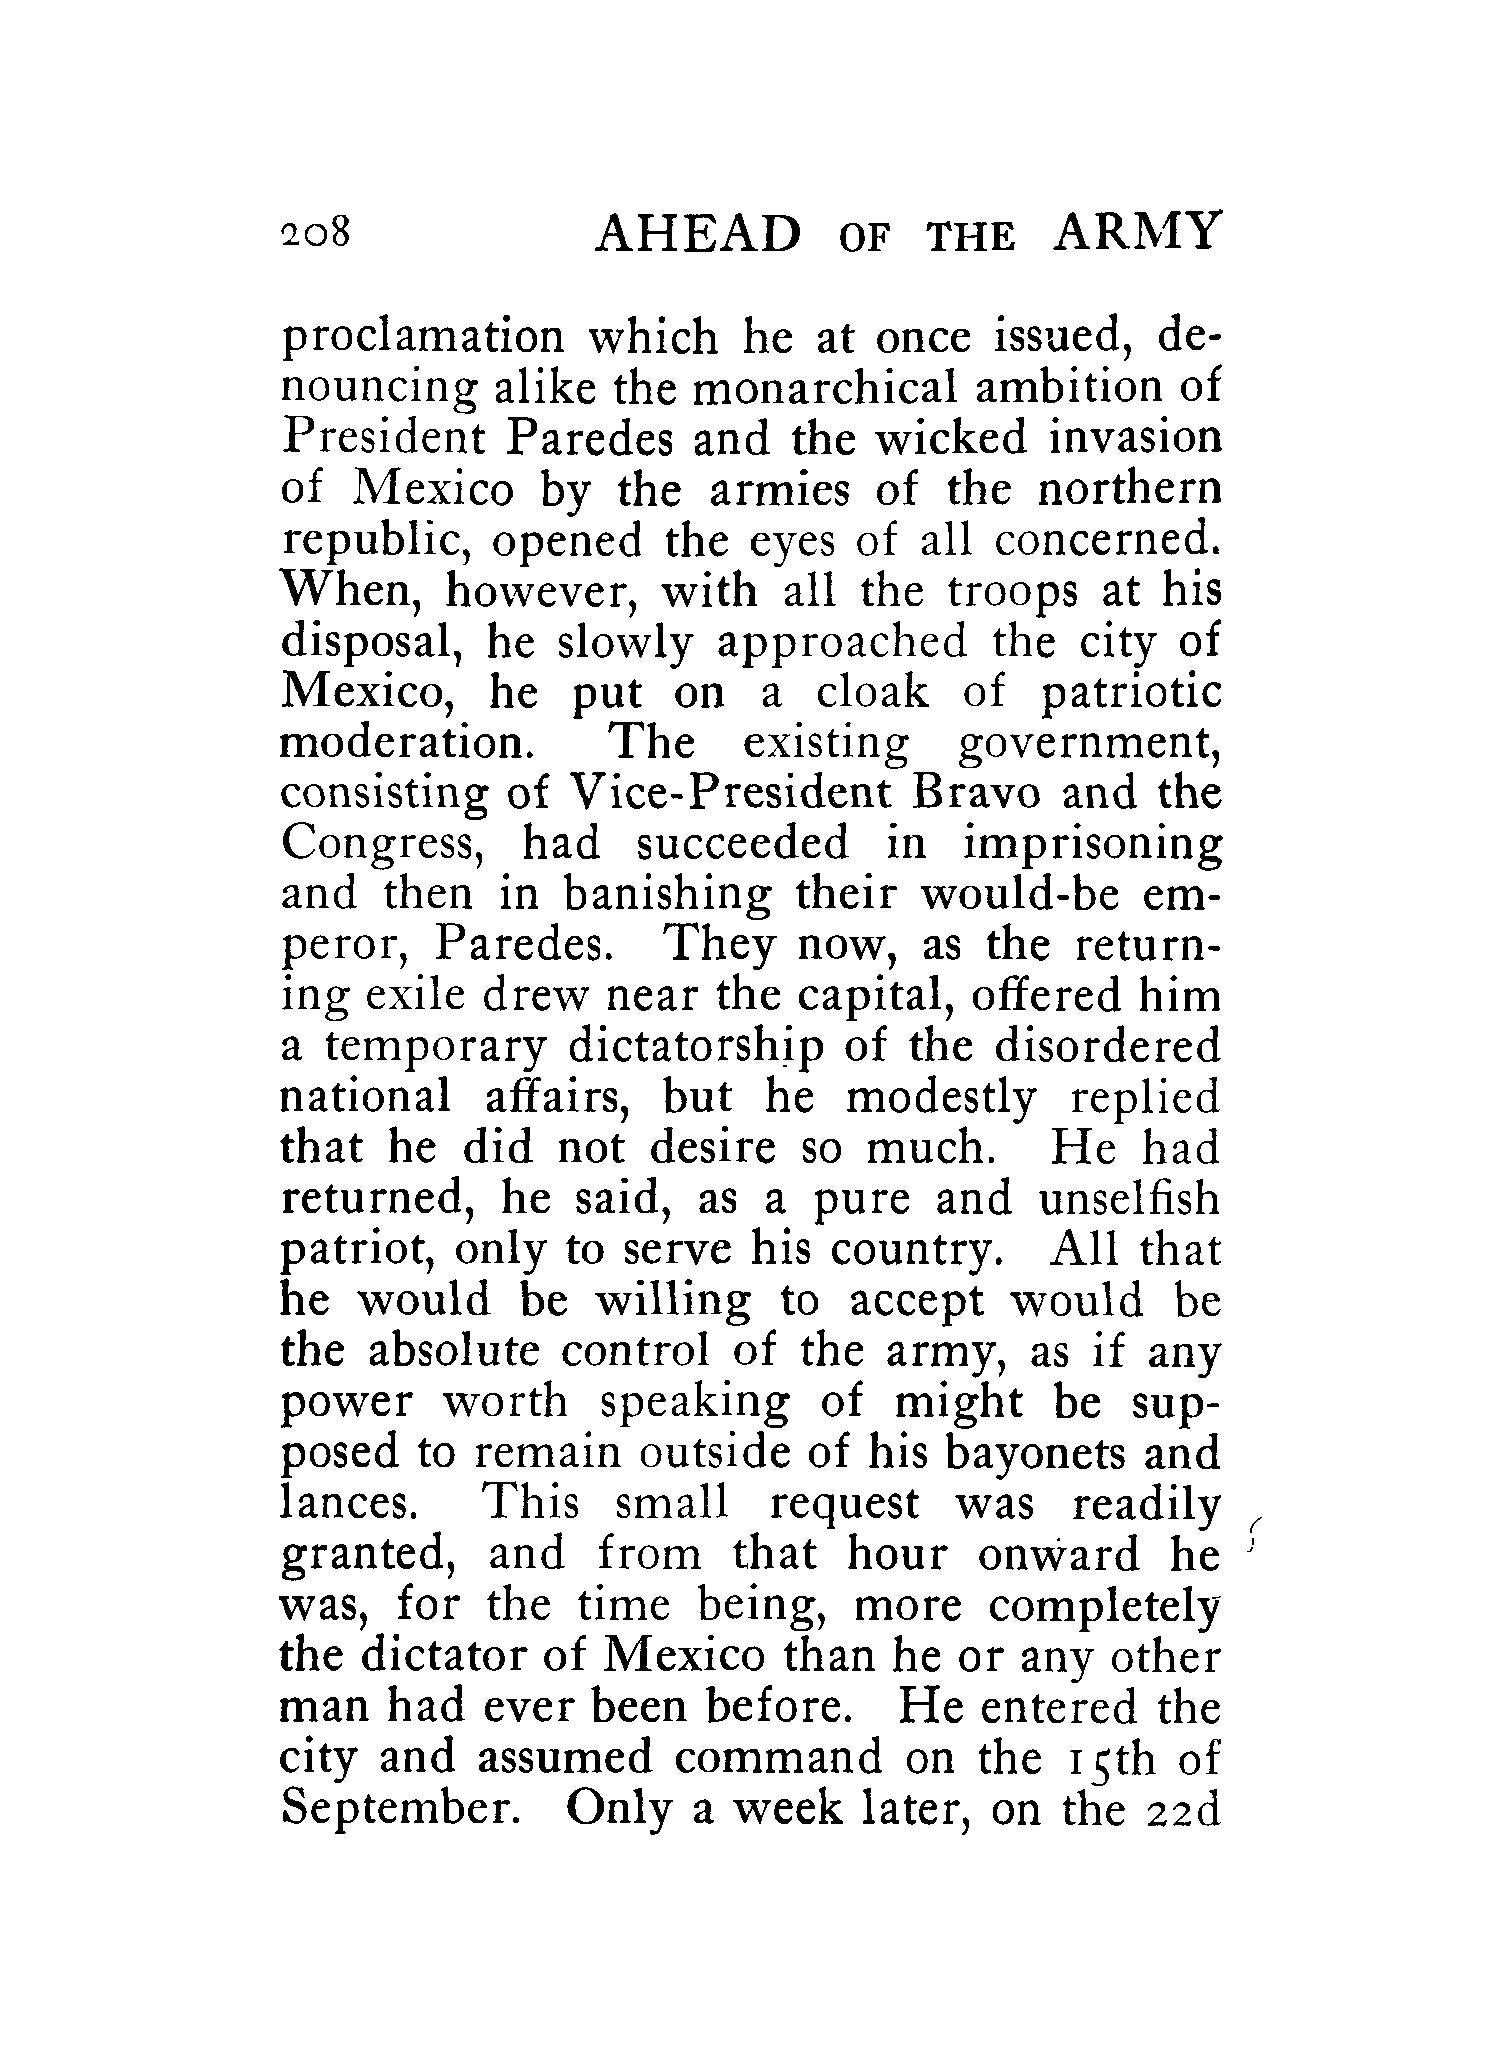 208 AHEAD OF THE ARMY
proclamation which he at once issued, de-
nouncing alike the monarchical ambition of
President Paredes and the wicked invasion
of Mexico by the armies of the northern
republic, opened the eyes of all concerned.
When, however, with all the troops at his
disposal, he slowly approached the city of
Mexico, he put on a cloak of patriotic
moderation. The existing government,
consisting of Vice-President Bravo and the
Congress, had succeeded in imprisoning
and then in banishing their would-be em-
peror, Paredes. They now, as the return-
ing exile drew near the capital, offered him
a temporary dictatorship of the disordered
national affairs, but he modestly replied
that he did not desire so much. He had
returned, he said, as a pure and unselfish
patriot, only to serve his country. All that
he would be willing to accept would be
the absolute control of the army, as if any
power worth speaking of might be sup-
posed to remain outside of his bayonets and
lances. This small request was readily
granted, and from that hour onward he
was, for the time being, more completely
the dictator of Mexico than he or any other
man had ever been before. He entered the
city and assumed command on the 15th of
September. Only a week later, on the 22d